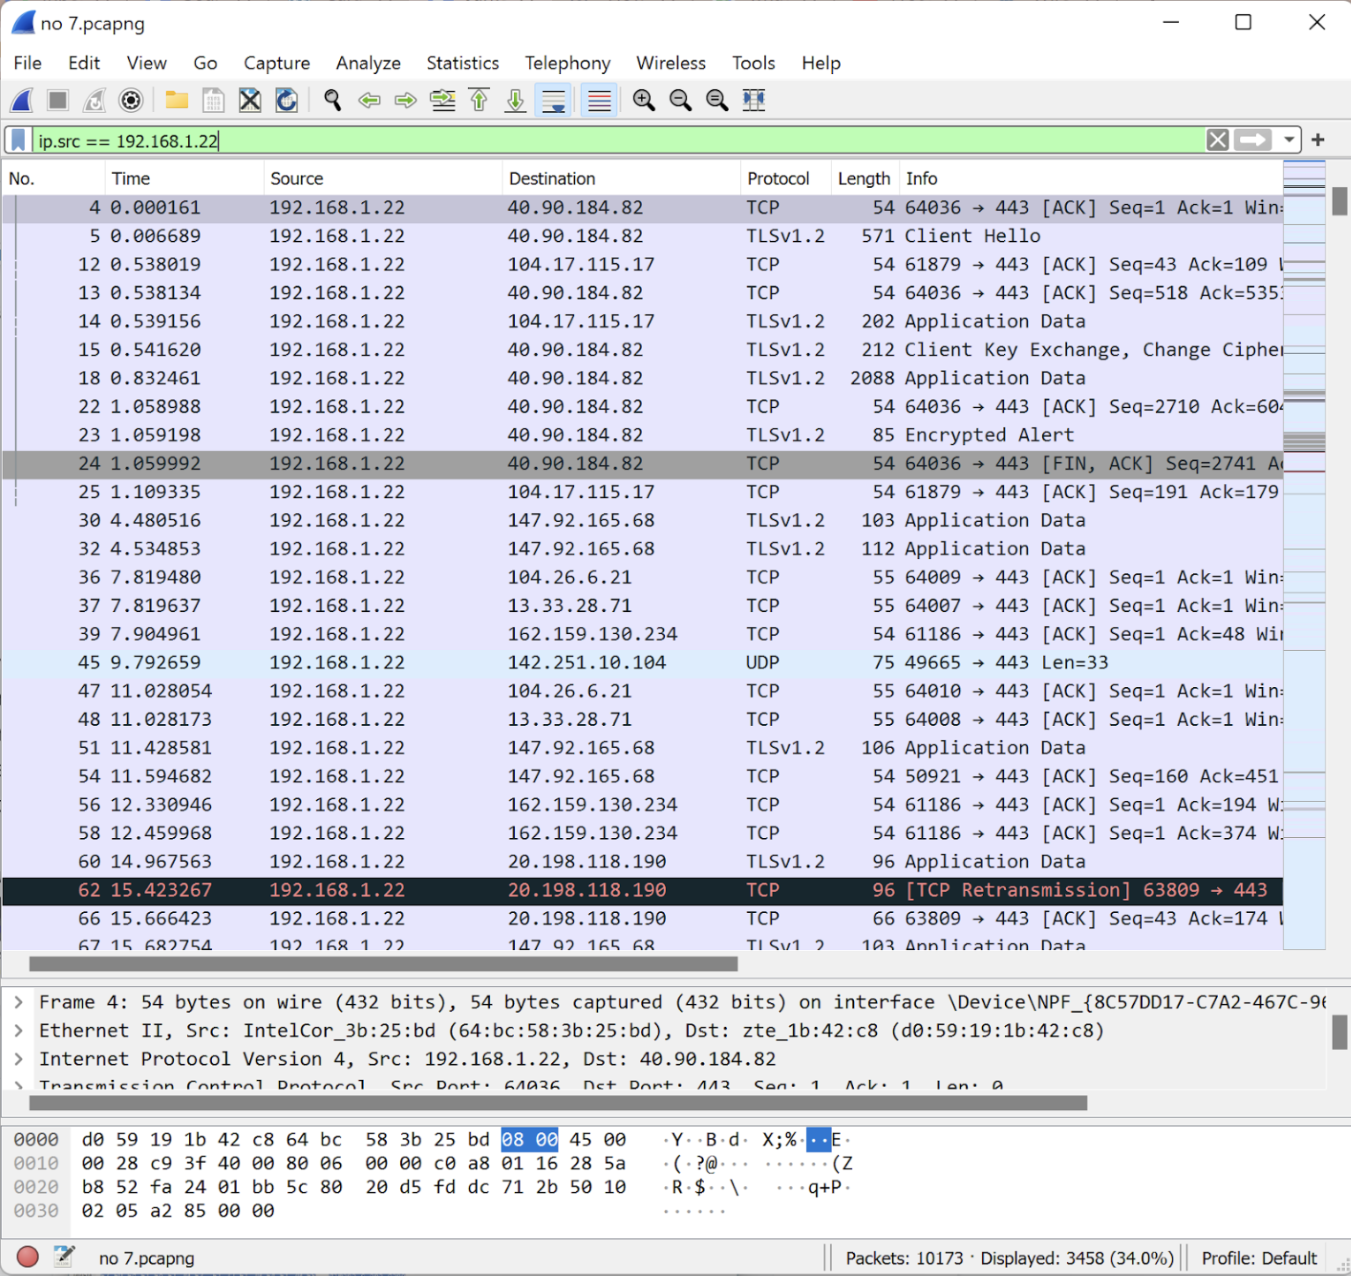 no 7.pcapng
File Edit View Go Capture Analyze Statistics Telephony Wireless Tools Help
ip.src == 192.168.1.22
No. Time Source Destination Protocol Length Info
4 0.000161 192.168.1.22 40.90.184.82 TCP 54 64036 → 443 [ACK] Seq=1 Ack=1 Win=
5 0.006689 192.168.1.22 40.90.184.82 TLSv1.2 571 Client Hello
12 0.538019 192.168.1.22 104.17.115.17 TCP 54 61879 → 443 [ACK] Seq=43 Ack=109
13 0.538134 192.168.1.22 40.90.184.82 TCP 54 64036 → 443 [ACK] Seq=518 Ack=535
14 0.539156 192.168.1.22 104.17.115.17 TLSv1.2 202 Application Data
15 0.541620 192.168.1.22 40.90.184.82 TLSv1.2 212 Client Key Exchange, Change Cipher
18 0.832461 192.168.1.22 40.90.184.82 TLSv1.2 2088 Application Data
22 1.058988 192.168.1.22 40.90.184.82 TCP 54 64036 → 443 [ACK] Seq=2710 Ack=604
23 1.059198 192.168.1.22 40.90.184.82 TLSv1.2 85 Encrypted Alert
24 1.059992 192.168.1.22 40.90.184.82 TCP 54 64036 → 443 [FIN, ACK] Seq=2741 A
25 1.109335 192.168.1.22 104.17.115.17 TCP 54 61879 → 443 [ACK] Seq=191 Ack=179
30 4.480516 192.168.1.22 147.92.165.68 TLSv1.2 103 Application Data
32 4.534853 192.168.1.22 147.92.165.68 TLSv1.2 112 Application Data
36 7.819480 192.168.1.22 104.26.6.21 TCP 55 64009 → 443 [ACK] Seq=1 Ack=1 Win=
37 7.819637 192.168.1.22 13.33.28.71 TCP 55 64007 → 443 [ACK] Seq=1 Ack=1 Win=
39 7.904961 192.168.1.22 162.159.130.234 TCP 54 61186 → 443 [ACK] Seq=1 Ack=48 Win
45 9.792659 192.168.1.22 142.251.10.104 UDP 75 49665 → 443 Len=33
47 11.028054 192.168.1.22 104.26.6.21 TCP 55 64010 → 443 [ACK] Seq=1 Ack=1 Win=
48 11.028173 192.168.1.22 13.33.28.71 TCP 55 64008 → 443 [ACK] Seq=1 Ack=1 Win=
51 11.428581 192.168.1.22 147.92.165.68 TLSv1.2 106 Application Data
54 11.594682 192.168.1.22 147.92.165.68 TCP 54 50921 → 443 [ACK] Seq=160 Ack=451
56 12.330946 192.168.1.22 162.159.130.234 TCP 54 61186 → 443 [ACK] Seq=1 Ack=194 W
58 12.459968 192.168.1.22 162.159.130.234 TCP 54 61186 → 443 [ACK] Seq=1 Ack=374 W
60 14.967563 192.168.1.22 20.198.118.190 TLSv1.2 96 Application Data
62 15.423267 192.168.1.22 20.198.118.190 TCP 96 [TCP Retransmission] 63809 → 443
66 15.666423 192.168.1.22 20.198.118.190 TCP 66 63809 → 443 [ACK] Seq=43 Ack=174
67 15.682754 192.168.1.22 147.92.165.68 TLSv1.2 103 Application Data
Frame 4: 54 bytes on wire (432 bits), 54 bytes captured (432 bits) on interface \Device\NPF_{8C57DD17-C7A2-467C-96
Ethernet II, Src: IntelCor_3b:25:bd (64:bc:58:3b:25:bd), Dst: zte_1b:42:c8 (d0:59:19:1b:42:c8)
Internet Protocol Version 4, Src: 192.168.1.22, Dst: 40.90.184.82
Transmission Control Protocol, Src Port: 64036, Dst Port: 443, Seq: 1, Ack: 1, Len: 0
0000 d0 59 19 1b 42 c8 64 bc 58 3b 25 bd 08 00 45 00 ·Y··B·d· X;%···E·
0010 00 28 c9 3f 40 00 80 06 00 00 c0 a8 01 16 28 5a ·(·?@··· ······(Z
0020 b8 52 fa 24 01 bb 5c 80 20 d5 fd dc 71 2b 50 10 ·R·$··\· ····q+P·
0030 02 05 a2 85 00 00 ······
no 7.pcapng Packets: 10173 · Displayed: 3458 (34.0%) Profile: Default